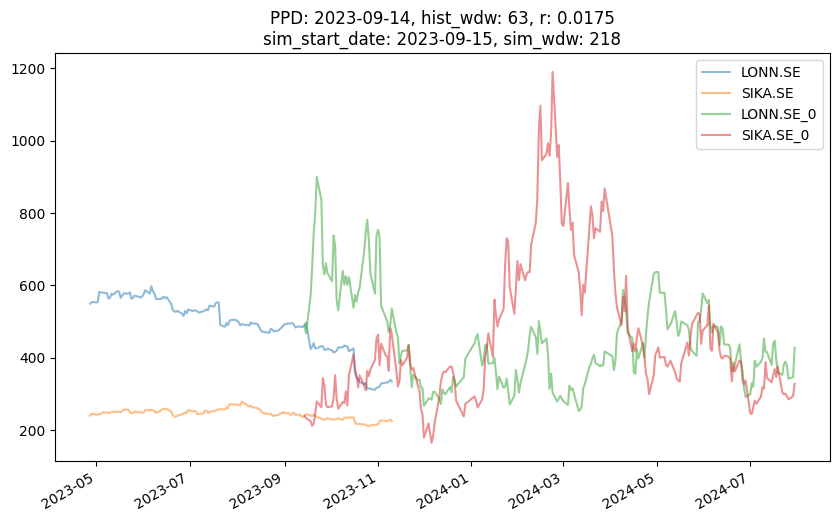 PPD: 2023-09-14, hist_wdw: 63, r: 0.0175
sim_start_date: 2023-09-15, sim_wdw: 218
LONN.SE
SIKA.SE
LONN.SE_0
SIKA.SE_0
1200
1000
800
600
400
200
2023-05
2023-07
2023-09
2023-11
2024-01
2024-03
2024-05
2024-07